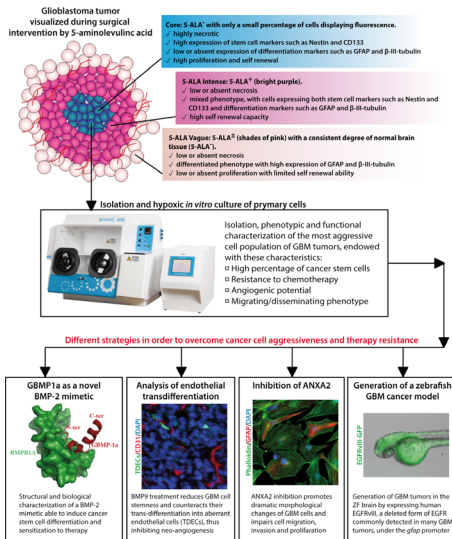 Glioblastoma tumor
visualized during surgical
intervention by 5-aminolevulinic acid
Core: 5-ALA⁻ with only a small percentage of cells displaying fluorescence.
✓ highly necrotic
✓ high expression of stem cell markers such as Nestin and CD133
✓ low or absent expression of differentiation markers such as GFAP and β-III-tubulin
✓ high proliferation and self renewal
5-ALA Intense: 5-ALA⁺ (bright purple).
✓ low or absent necrosis
✓ mixed phenotype, with cells expressing both stem cell markers such as Nestin and
CD133 and differentiation markers such as GFAP and β-III-tubulin
✓ high self renewal capacity
5-ALA Vague: 5-ALA± (shades of pink) with a consistent degree of normal brain
tissue (5-ALA⁻).
✓ low or absent necrosis
✓ differentiated phenotype with high expression of GFAP and β-III-tubulin
✓ low or absent proliferation with limited self renewal ability
Isolation and hypoxic in vitro culture of prymary cells
Isolation, phenotypic and functional
characterization of the most aggressive
cell population of GBM tumors, endowed
with these characteristics:
¤ High percentage of cancer stem cells
¤ Resistance to chemotherapy
¤ Angiogenic potential
¤ Migrating/disseminating phenotype
Different strategies in order to overcome cancer cell aggressiveness and therapy resistance
GBMP1a as a novel
BMP-2 mimetic
C-ter
N-ter
GBMP-1a
BMPR1A
Structural and biological
characterization of a BMP-2
mimetic able to induce cancer
stem cell differentiation and
sensitization to therapy
Analysis of endothelial
transdifferentiation
TDECs/CD31/DAPI
BMP9 treatment reduces GBM cell
stemness and counteracts their
trans-differentiation into aberrant
endothelial cells (TDECs), thus
inhibiting neo-angiogenesis
Inhibition of ANXA2
Phalloidin/GFAP/DAPI
ANXA2 inhibition promotes
dramatic morphological
changes of GBM cells and
impairs cell migration,
invasion and proliferation
Generation of a zebrafish
GBM cancer model
EGFRvIII-GFP
Generation of GBM tumors in the
ZF brain by expressing human
EGFRvIII, a deleted form of EGFR
commonly detected in many GBM
tumors, under the gfap promoter